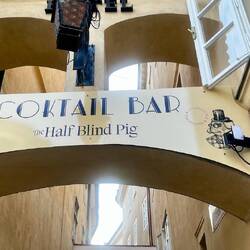 COKTAIL BAR
The Half Blind Pig